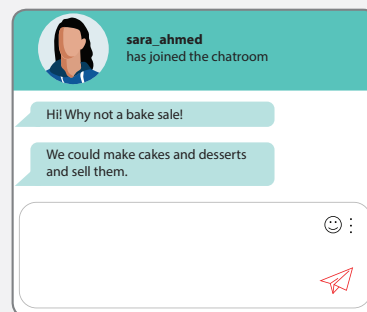 sara_ahmed
has joined the chatroom
Hi! Why not a bake sale!
We could make cakes and desserts
and sell them.